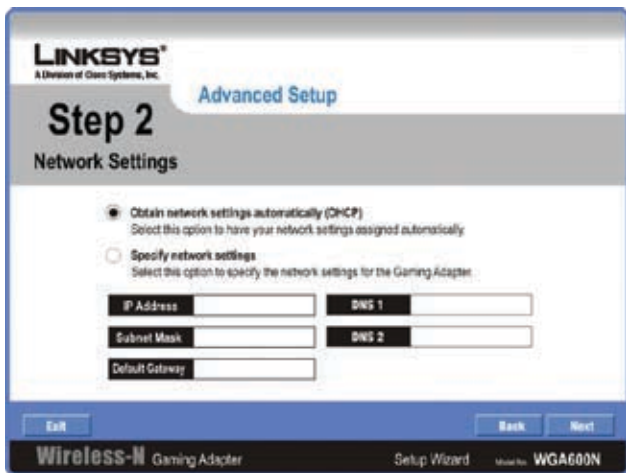 LINKSYS®
A Division of Cisco Systems, Inc.
Advanced Setup
Step 2
Network Settings
Obtain network settings automatically (DHCP)
Select this option to have your network settings assigned automatically.
Specify network settings
Select this option to specify the network settings for the Gaming Adapter.
IP Address
DNS 1
Subnet Mask
DNS 2
Default Gateway
Exit
Back
Next
Wireless-N Gaming Adapter
Setup Wizard
Model No. WGA600N